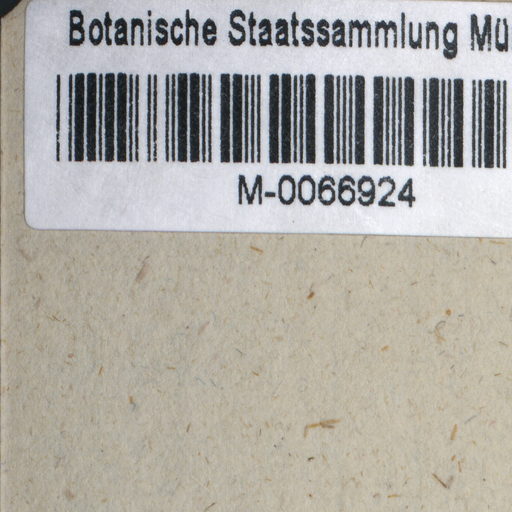 Botanische Staatssammlung Mü
M-0066924